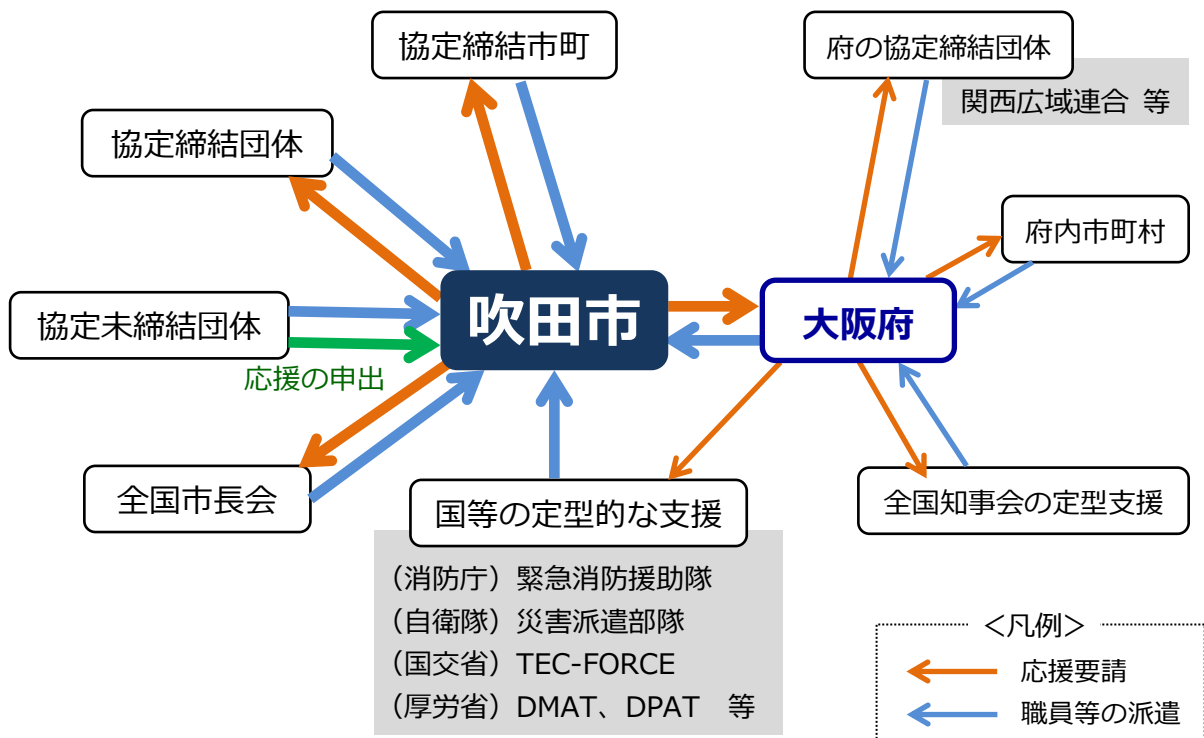 協定締結市町
府の協定締結団体
関西広域連合 等
協定締結団体
府内市町村
協定未締結団体
吹田市
大阪府
応援の申出
全国市長会
国等の定型的な支援
全国知事会の定型支援
（消防庁）緊急消防援助隊
（自衛隊）災害派遣部隊
（国交省）TEC-FORCE
（厚労省）DMAT、DPAT　等
＜凡例＞
応援要請
職員等の派遣